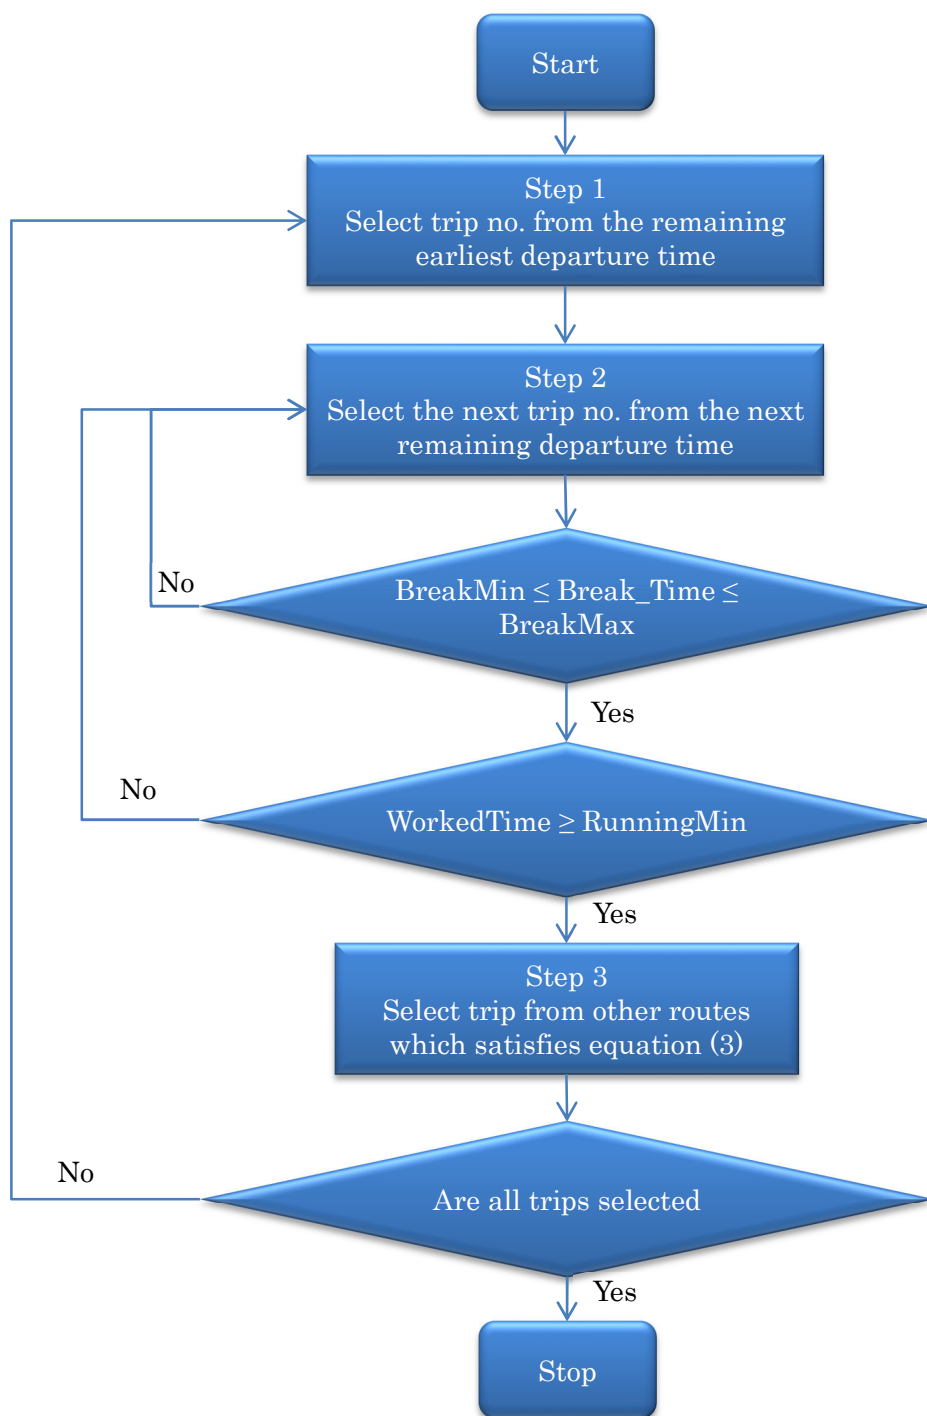 Start
Step 1
Select trip no. from the remaining
earliest departure time
Step 2
Select the next trip no. from the next
remaining departure time
No
BreakMin ≤ Break_Time ≤
BreakMax
Yes
No
WorkedTime ≥ RunningMin
Yes
Step 3
Select trip from other routes
which satisfies equation (3)
No
Are all trips selected
Yes
Stop